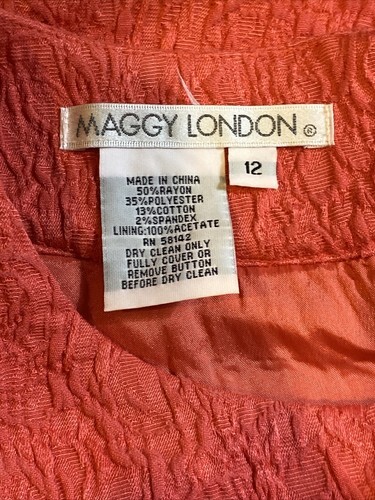 MAGGY LONDON®
12
MADE IN CHINA
50%RAYON
35%POLYESTER
13%COTTON
2%SPANDEX
LINING:100%ACETATE
RN 58142
DRY CLEAN ONLY
FULLY COVER OR
REMOVE BUTTON
BEFORE DRY CLEAN